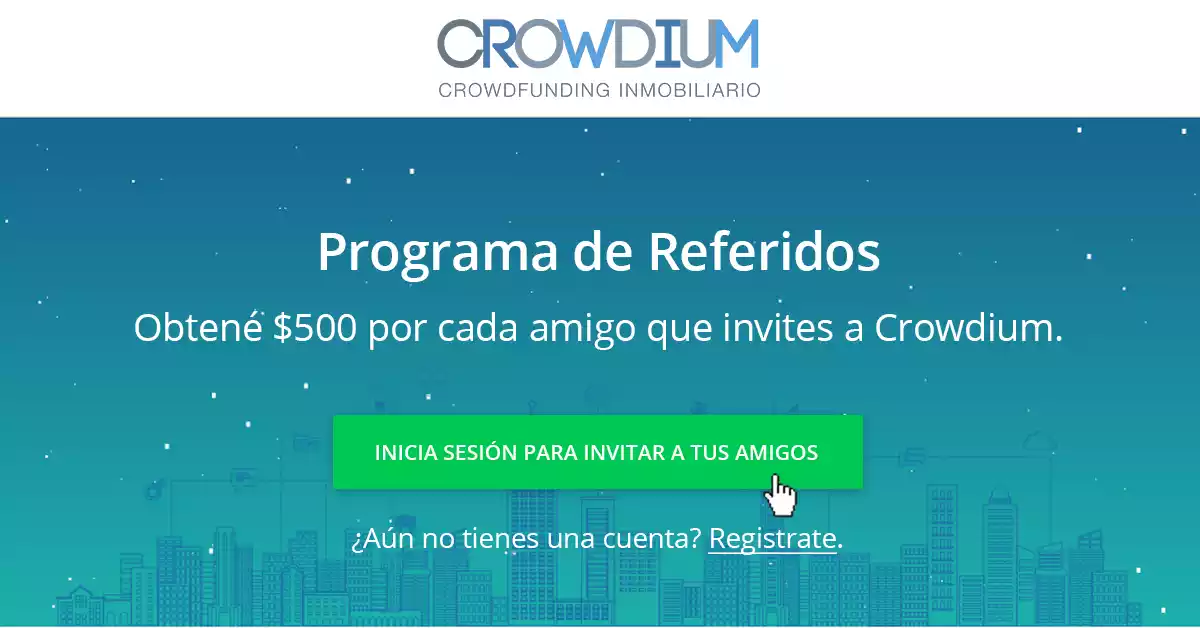 CROWDIUM
CROWDFUNDING INMOBILIARIO
Programa de Referidos
Obtené $500 por cada amigo que invites a Crowdium.
INICIA SESIÓN PARA INVITAR A TUS AMIGOS
¿Aún no tienes una cuenta? Registrate.